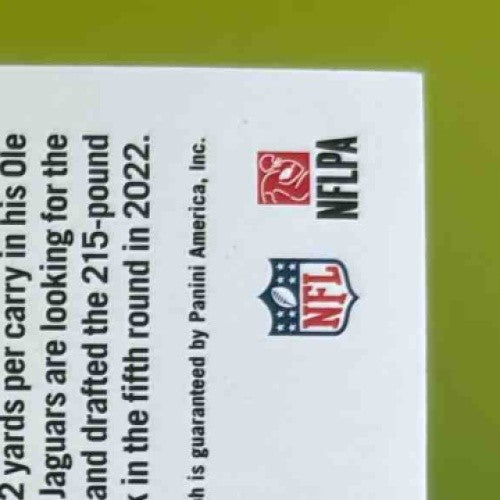 2 yards per carry in his Ole
Jaguars are looking for the
and drafted the 215-pound
in the fifth round in 2022.
is guaranteed by Panini America, Inc.
NFL
NFLPA